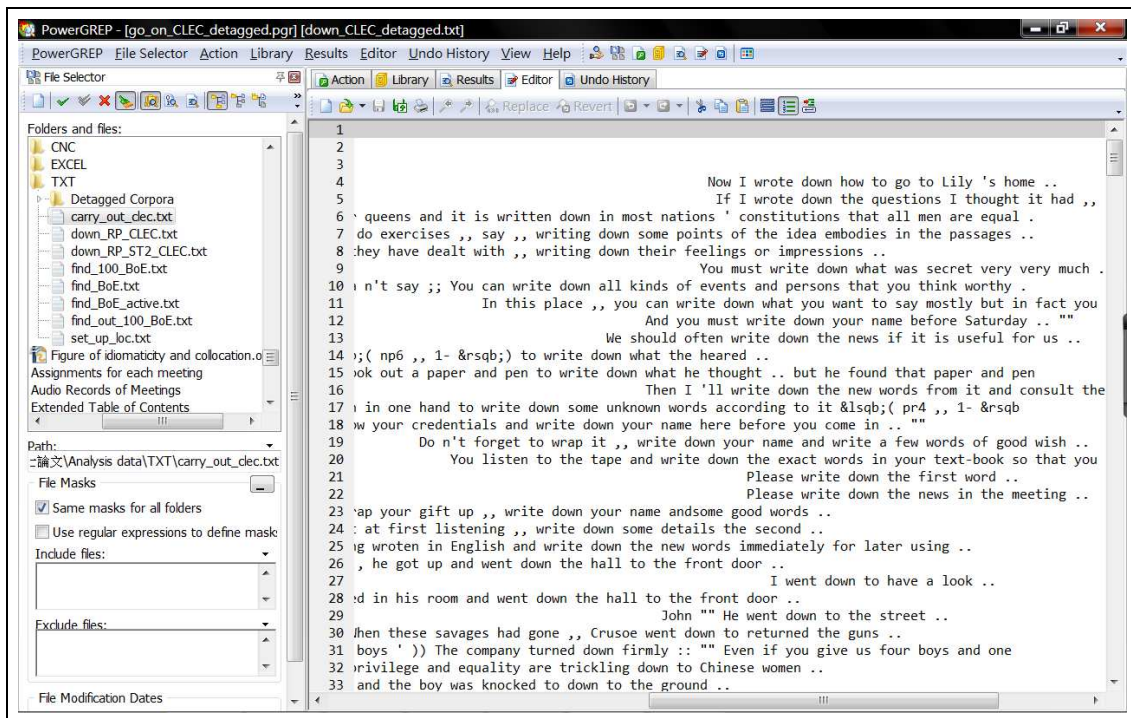 PowerGREP - [go_on_CLEC_detagged.pgr] [down_CLEC_detagged.txt]
PowerGREP File Selector Action Library Results Editor Undo History View Help
File Selector
Action Library Results Editor Undo History
Replace Revert
Folders and files:
CNC
EXCEL
TXT
Detagged Corpora
carry_out_clec.txt
down_RP_CLEC.txt
down_RP_ST2_CLEC.txt
find_100_BoE.txt
find_BoE.txt
find_BoE_active.txt
find_out_100_BoE.txt
set_up_loc.txt
Figure of idiomaticity and collocation.o
Assignments for each meeting
Audio Records of Meetings
Extended Table of Contents
Path:
論文\Analysis data\TXT\carry_out_clec.txt
File Masks
Same masks for all folders
Use regular expressions to define mask
Include files:
Exclude files:
File Modification Dates
1
2
3
4 Now I wrote down how to go to Lily 's home ..
5 If I wrote down the questions I thought it had ,,
6 queens and it is written down in most nations ' constitutions that all men are equal .
7 do exercises ,, say ,, writing down some points of the idea embodies in the passages ..
8 they have dealt with ,, writing down their feelings or impressions ..
9 You must write down what was secret very very much .
10 n't say ;; You can write down all kinds of events and persons that you think worthy .
11 In this place ,, you can write down what you want to say mostly but in fact you
12 And you must write down your name before Saturday .. ""
13 We should often write down the news if it is useful for us ..
14 ;( np6 ,, 1- &rsqb;) to write down what the heared ..
15 ook out a paper and pen to write down what he thought .. but he found that paper and pen
16 Then I 'll write down the new words from it and consult the
17 in one hand to write down some unknown words according to it &lsqb;( pr4 ,, 1- &rsqb
18 ow your credentials and write down your name here before you come in .. ""
19 Do n't forget to wrap it ,, write down your name and write a few words of good wish ..
20 You listen to the tape and write down the exact words in your text-book so that you
21 Please write down the first word ..
22 Please write down the news in the meeting ..
23 rap your gift up ,, write down your name andsome good words ..
24 at first listening ,, write down some details the second ..
25 ng wroten in English and write down the new words immediately for later using ..
26 , he got up and went down the hall to the front door ..
27 I went down to have a look ..
28 ed in his room and went down the hall to the front door ..
29 John "" He went down to the street ..
30 When these savages had gone ,, Crusoe went down to returned the guns ..
31 boys ' )) The company turned down firmly :: "" Even if you give us four boys and one
32 privilege and equality are trickling down to Chinese women ..
33 and the boy was knocked to down to the ground ..